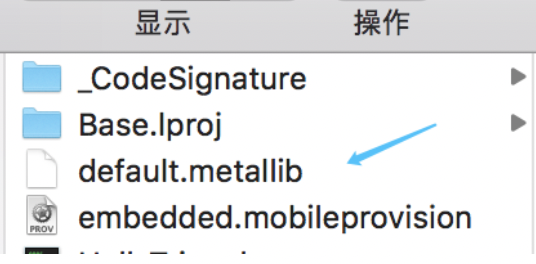 显示 操作
_CodeSignature
Base.lproj
default.metallib
embedded.mobileprovision
PROV